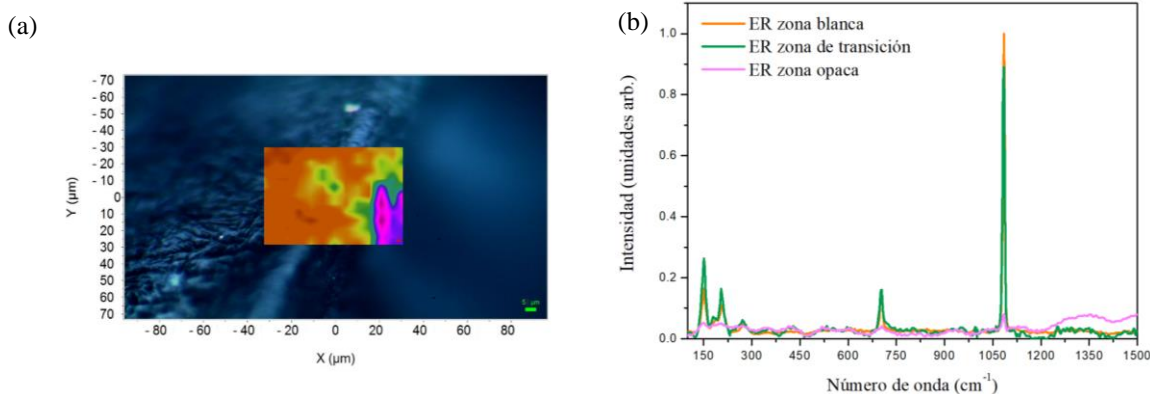 (a)
- 70
- 60
- 50
- 40
- 30
- 20
- 10
0
10
20
30
40
50
60
70
Y (µm)
- 80 - 60 - 40 - 20 0 20 40 60 80
X (µm)
(b)
ER zona blanca
ER zona de transición
ER zona opaca
1.0
0.8
0.6
0.4
0.2
0.0
Intensidad (unidades arb.)
150 300 450 600 750 900 1050 1200 1350 1500
Número de onda (cm-1)